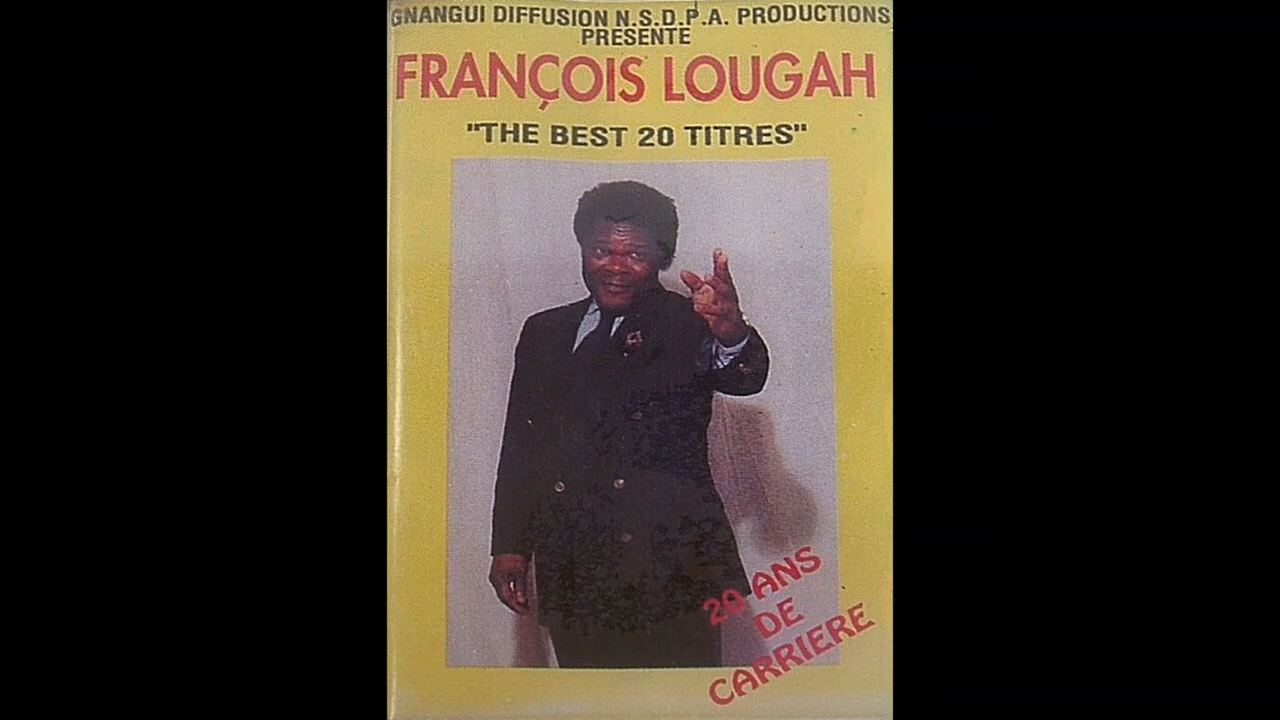 GNANGUI DIFFUSION N.S.D.P.A. PRODUCTIONS
PRESENTE
FRANÇOIS LOUGAH
"THE BEST 20 TITRES"
20 ANS
DE
CARRIERE